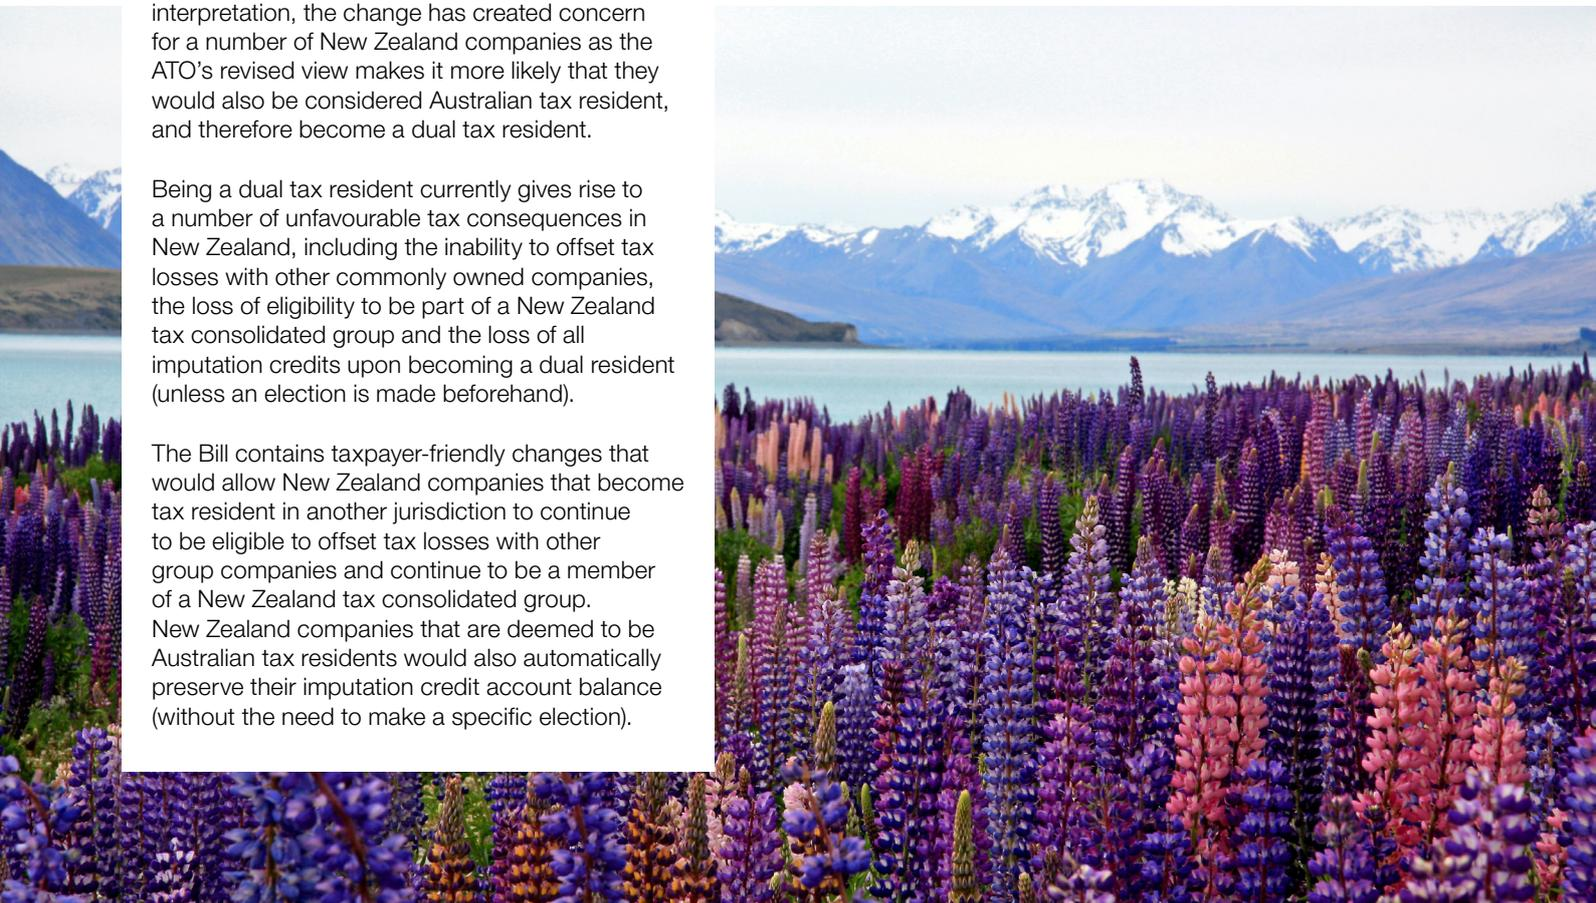 interpretation, the change has created concern
for a number of New Zealand companies as the
ATO’s revised view makes it more likely that they
would also be considered Australian tax resident,
and therefore become a dual tax resident.
Being a dual tax resident currently gives rise to
a number of unfavourable tax consequences in
New Zealand, including the inability to offset tax
losses with other commonly owned companies,
the loss of eligibility to be part of a New Zealand
tax consolidated group and the loss of all
imputation credits upon becoming a dual resident
(unless an election is made beforehand).
The Bill contains taxpayer-friendly changes that
would allow New Zealand companies that become
tax resident in another jurisdiction to continue
to be eligible to offset tax losses with other
group companies and continue to be a member
of a New Zealand tax consolidated group.
New Zealand companies that are deemed to be
Australian tax residents would also automatically
preserve their imputation credit account balance
(without the need to make a specific election).